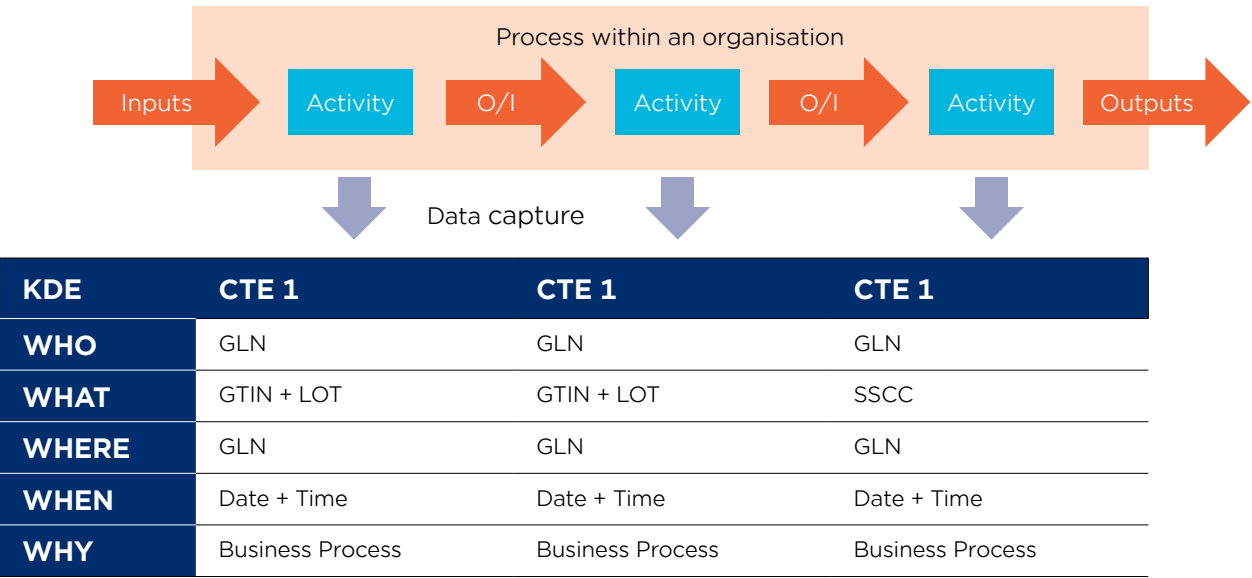 Process within an organisation
Inputs Activity O/I Activity O/I Activity Outputs
Data capture
KDE CTE 1 CTE 1 CTE 1
WHO GLN GLN GLN
WHAT GTIN + LOT GTIN + LOT SSCC
WHERE GLN GLN GLN
WHEN Date + Time Date + Time Date + Time
WHY Business Process Business Process Business Process